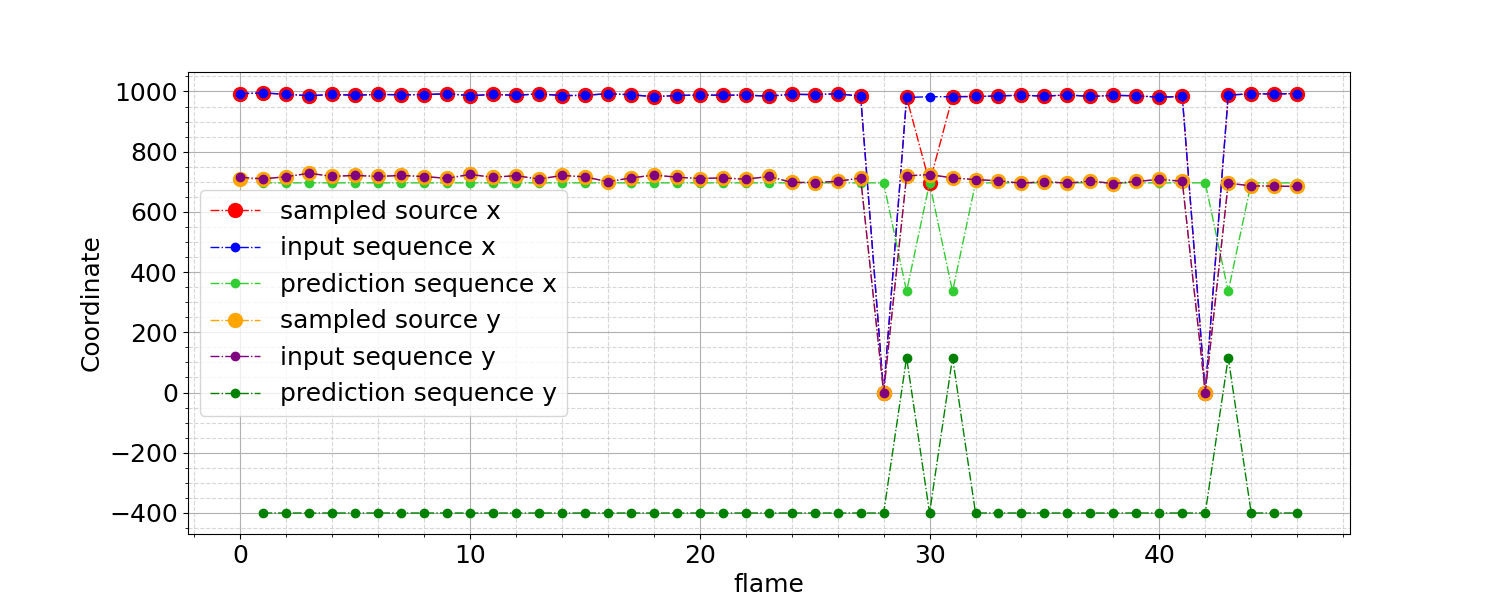 1000
800
600
400
200
0
−200
−400
Coordinate
sampled source x
input sequence x
prediction sequence x
sampled source y
input sequence y
prediction sequence y
0 10 20 30 40
flame